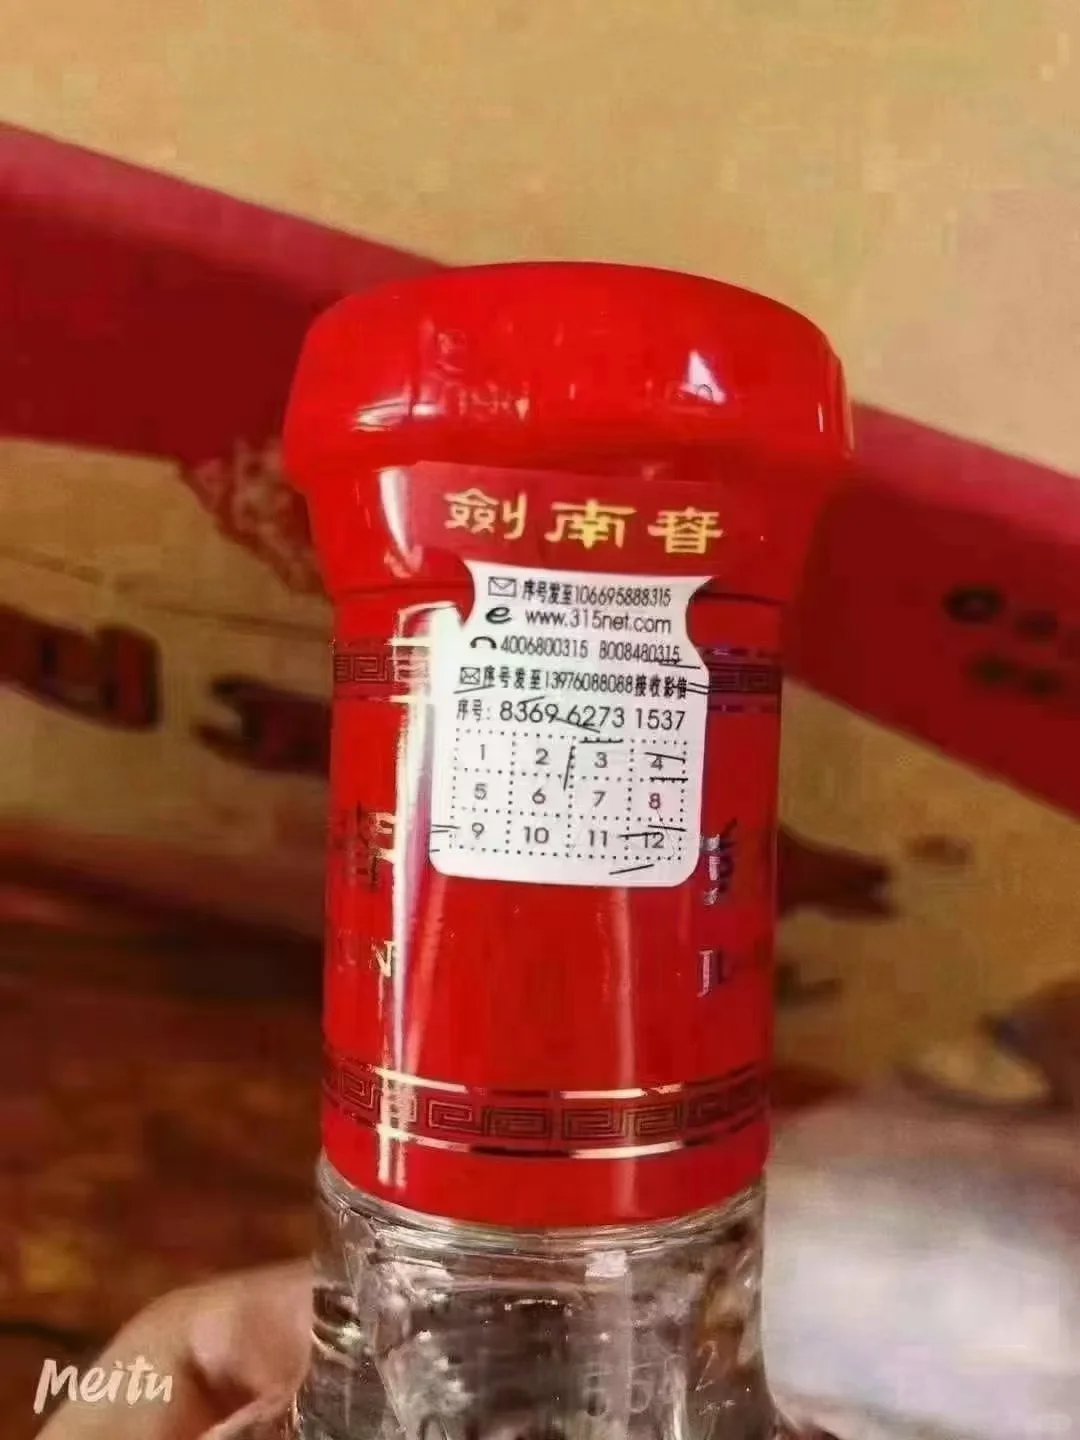 劍南春
序号发至106695888315
e www.315net.com
4006800315 8008480315
序号发至13976088088接收彩信
序号: 8369 6273 1537
1 2 3 4
5 6 7 8
9 10 11 12
Meitu